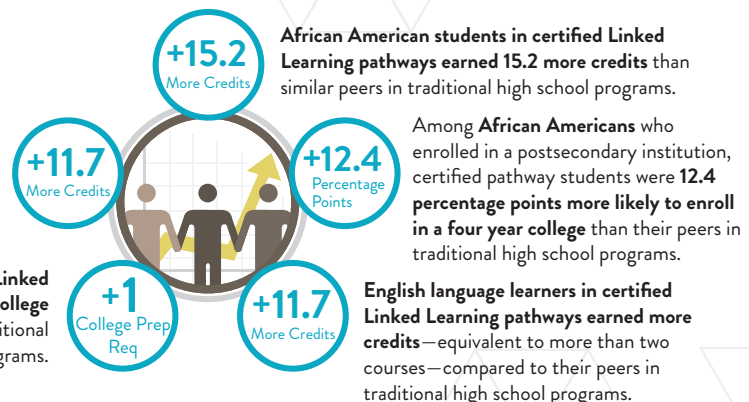 +15.2
More Credits
African American students in certified Linked
Learning pathways earned 15.2 more credits than
similar peers in traditional high school programs.
+11.7
More Credits
+12.4
Percentage
Points
Among African Americans who
enrolled in a postsecondary institution,
certified pathway students were 12.4
percentage points more likely to enroll
in a four year college than their peers in
traditional high school programs.
Linked
ollege
itional
grams.
+1
College Prep
Req
+11.7
More Credits
English language learners in certified
Linked Learning pathways earned more
credits—equivalent to more than two
courses—compared to their peers in
traditional high school programs.